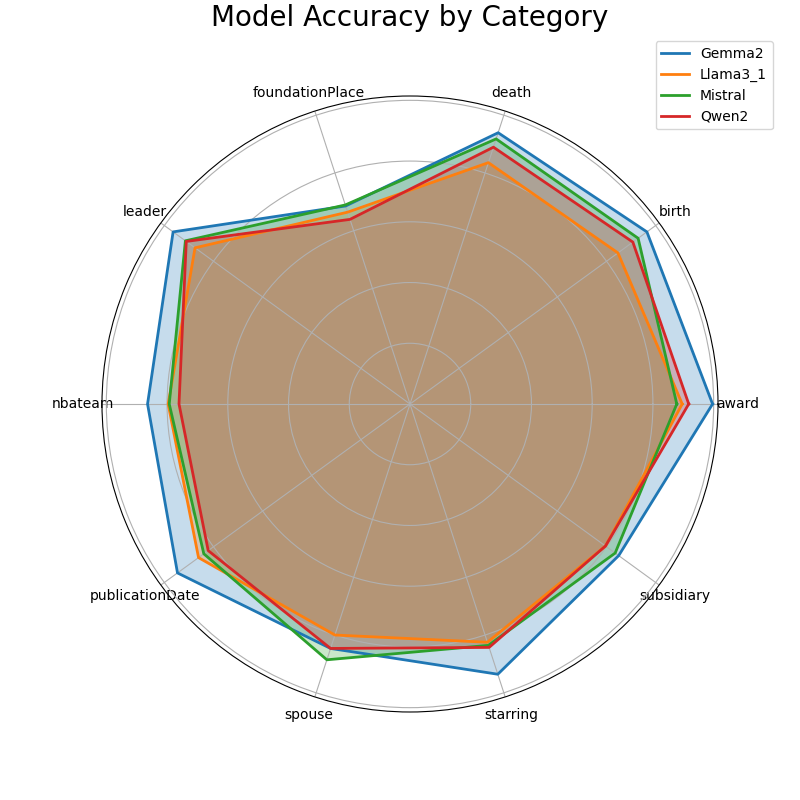 Model Accuracy by Category
Gemma2
Llama3_1
Mistral
Qwen2
foundationPlace
death
leader
birth
nbateam
award
publicationDate
subsidiary
spouse
starring